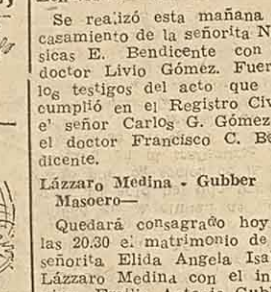 Se realizó esta mañana
casamiento de la señorita N
sicas E. Bendicente con
doctor Livio Gómez. Fuer
los testigos del acto que
cumplió en el Registro Civ
e' señor Carlos G. Gómez
el doctor Francisco C. Be
dicente.
Lázzaro Medina - Gubber
Masoero—
Quedará consagrado hoy
las 20.30 el matrimonio de
señorita Elida Angela Isa
Lázzaro Medina con el in